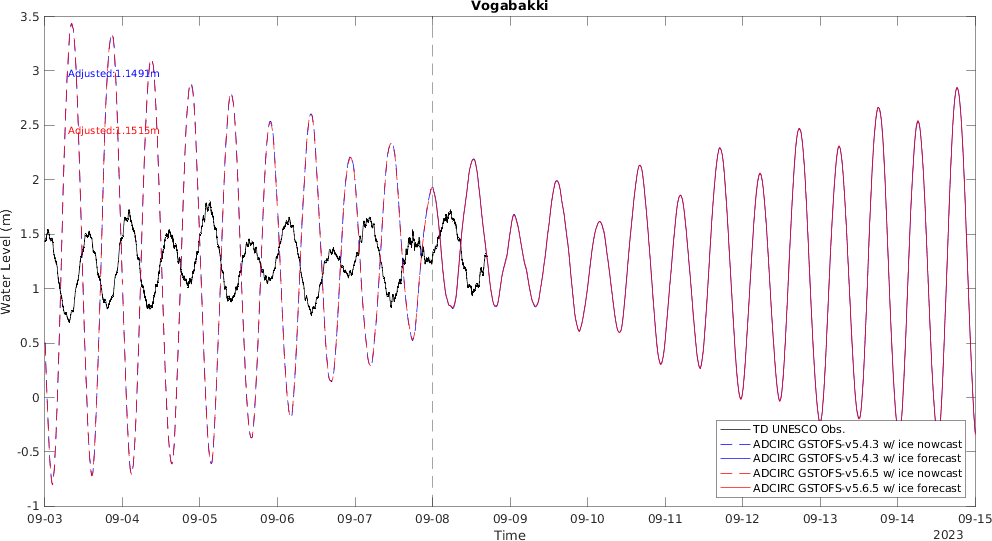 Vogabakki
3.5
3
2.5
2
1.5
1
0.5
0
-0.5
-1
Water Level (m)
Adjusted:1.1491m
Adjusted:1.1515m
TD UNESCO Obs.
ADCIRC GSTOFS-v5.4.3 w/ ice nowcast
ADCIRC GSTOFS-v5.4.3 w/ ice forecast
ADCIRC GSTOFS-v5.6.5 w/ ice nowcast
ADCIRC GSTOFS-v5.6.5 w/ ice forecast
09-03 09-04 09-05 09-06 09-07 09-08 09-09 09-10 09-11 09-12 09-13 09-14 09-15
Time
2023